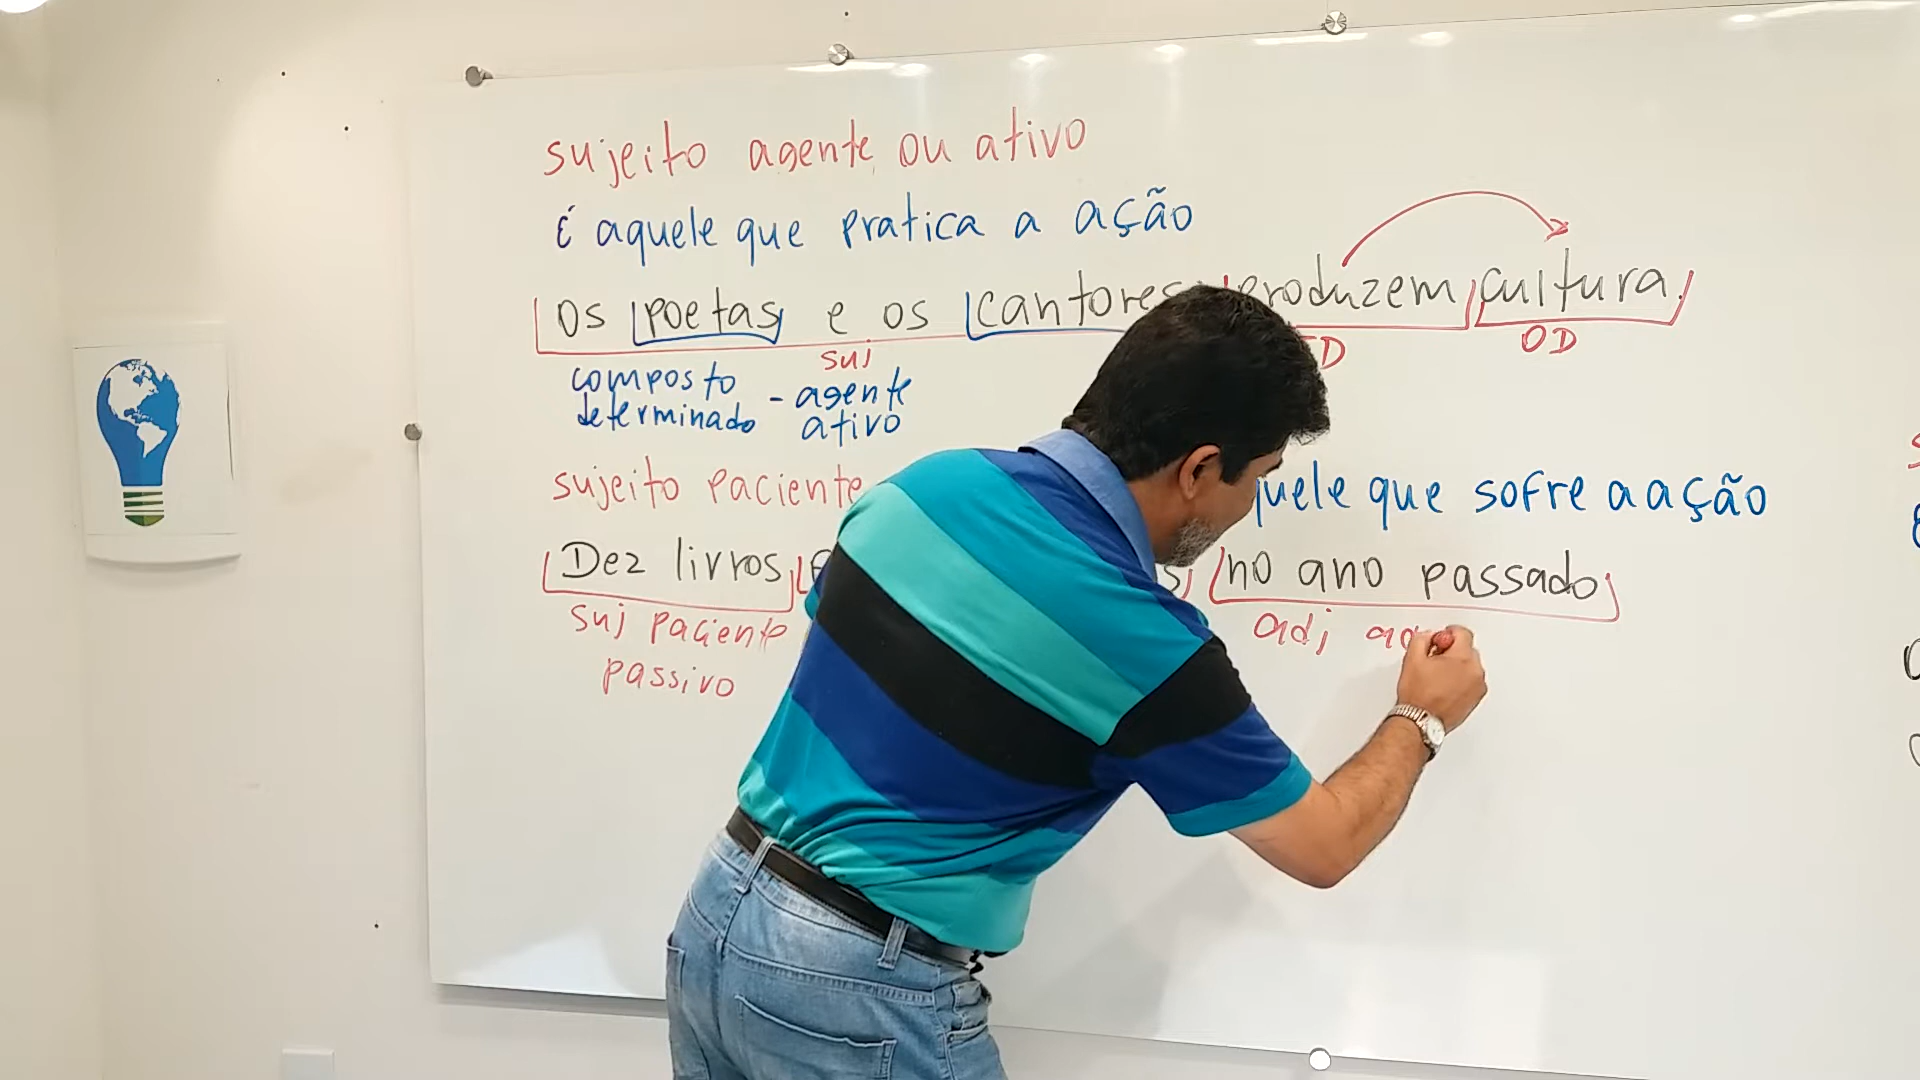 sujeito agente ou ativo
é aquele que pratica a ação
os poetas e os cantores produzem cultura.
suj OD
composto - agente
determinado ativo
sujeito paciente que sofre a ação
Dez livros no ano passado
suj paciente adj
passivo